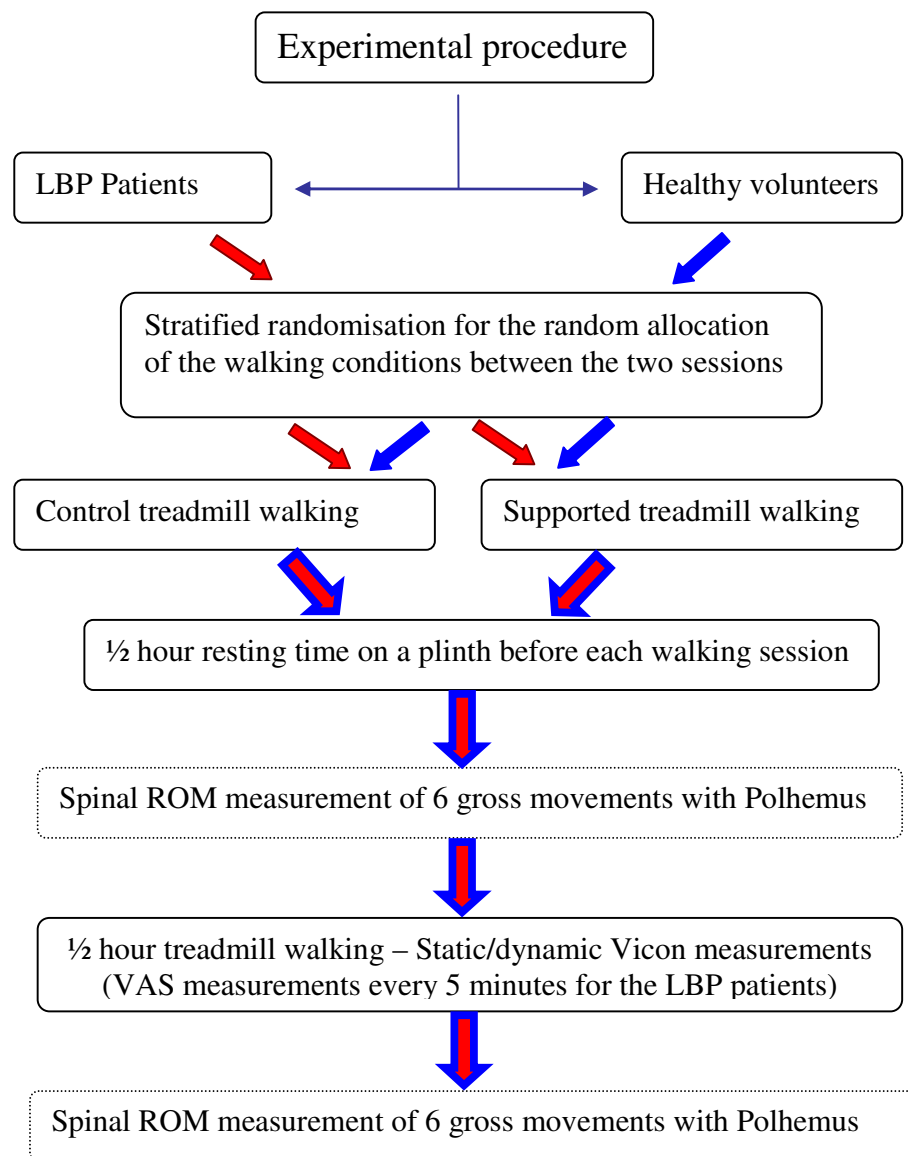 Experimental procedure
LBP Patients
Healthy volunteers
Stratified randomisation for the random allocation
of the walking conditions between the two sessions
Control treadmill walking
Supported treadmill walking
½ hour resting time on a plinth before each walking session
Spinal ROM measurement of 6 gross movements with Polhemus
½ hour treadmill walking – Static/dynamic Vicon measurements
(VAS measurements every 5 minutes for the LBP patients)
Spinal ROM measurement of 6 gross movements with Polhemus